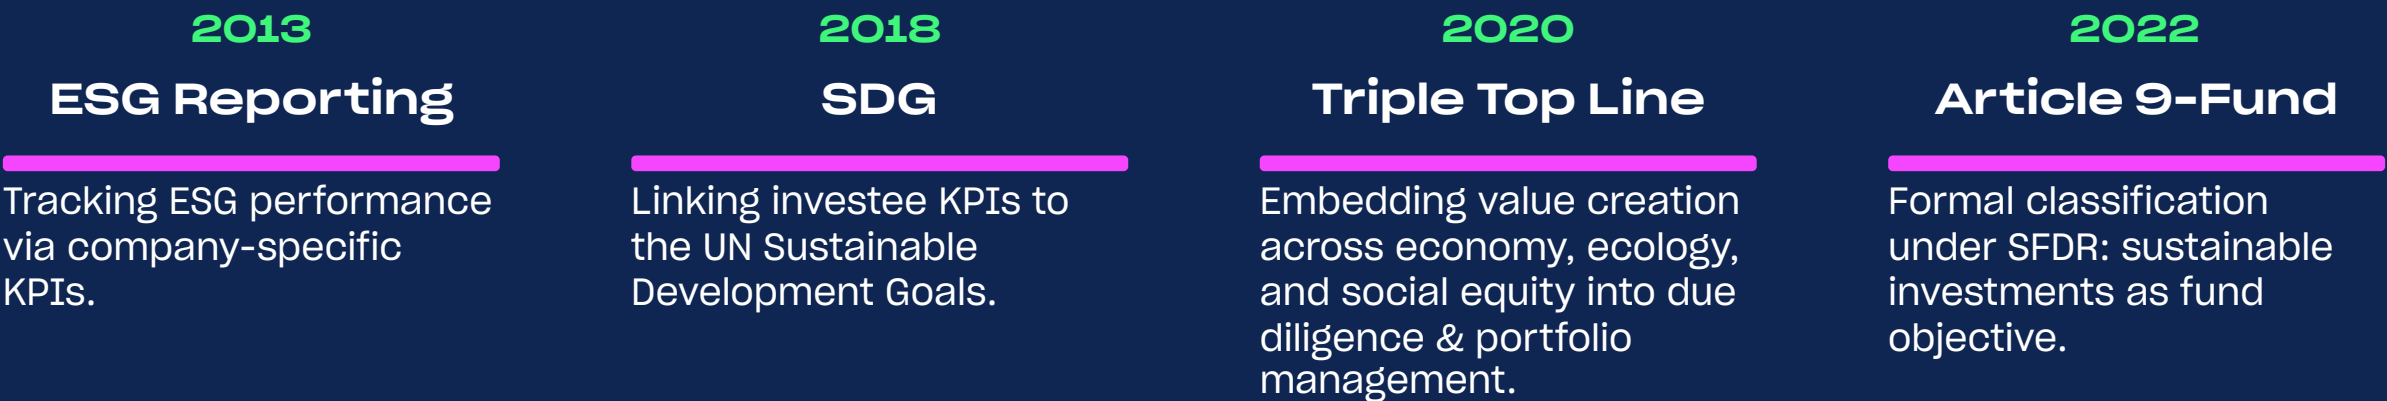 2013
ESG Reporting
Tracking ESG performance
via company-specific
KPIs.
2018
SDG
Linking investee KPIs to
the UN Sustainable
Development Goals.
2020
Triple Top Line
Embedding value creation
across economy, ecology,
and social equity into due
diligence & portfolio
management.
2022
Article 9-Fund
Formal classification
under SFDR: sustainable
investments as fund
objective.